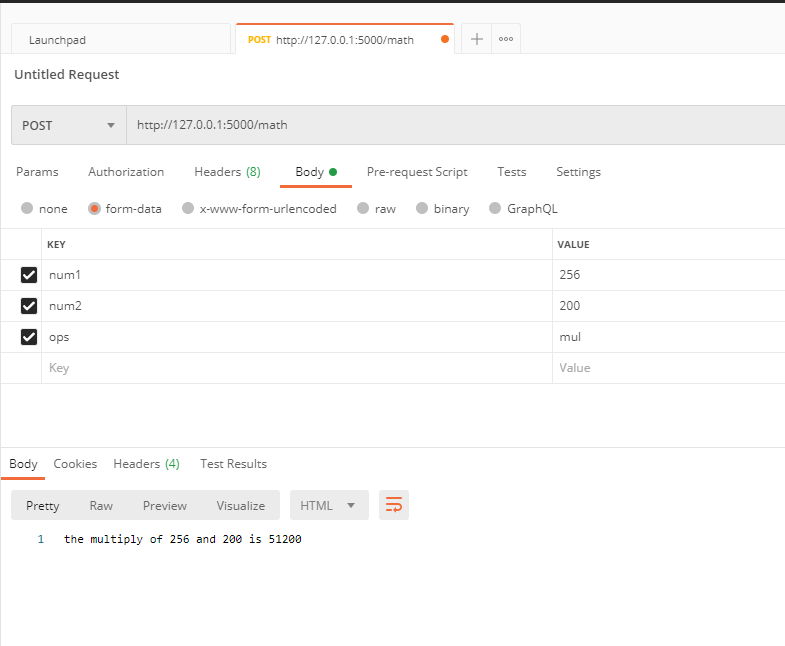 Launchpad POST http://127.0.0.1:5000/math
Untitled Request
POST http://127.0.0.1:5000/math
Params Authorization Headers (8) Body Pre-request Script Tests Settings
none form-data x-www-form-urlencoded raw binary GraphQL
KEY VALUE
num1 256
num2 200
ops mul
Key Value
Body Cookies Headers (4) Test Results
Pretty Raw Preview Visualize HTML
1 the multiply of 256 and 200 is 51200